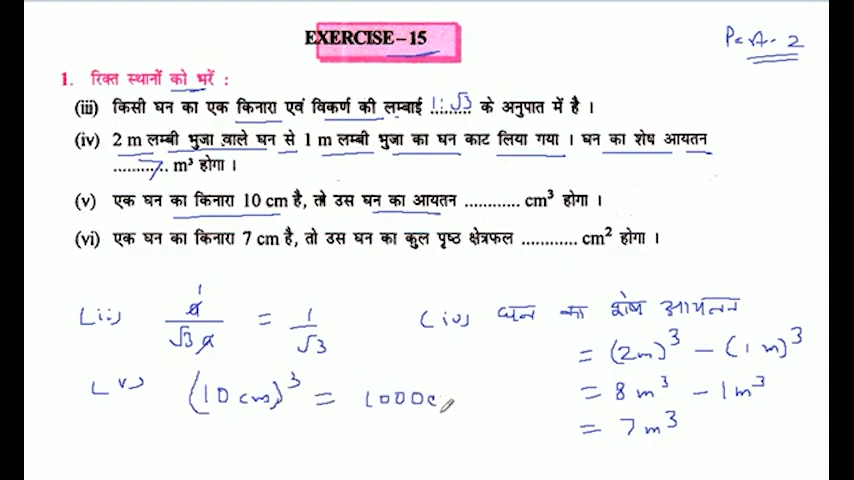 EXERCISE-15
Part-2
1. रिक्त स्थानों को भरें :
(iii) किसी घन का एक किनारा एवं विकर्ण की लम्बाई 1:√3 के अनुपात में है ।
(iv) 2 m लम्बी भुजा वाले घन से 1 m लम्बी भुजा का घन काट लिया गया । घन का शेष आयतन
....7.... m³ होगा ।
(v) एक घन का किनारा 10 cm है, तो उस घन का आयतन ............ cm³ होगा ।
(vi) एक घन का किनारा 7 cm है, तो उस घन का कुल पृष्ठ क्षेत्रफल ............ cm² होगा ।
(iii) a/√3a = 1/√3
(iv) घन का शेष आयतन
= (2m)³ - (1m)³
= 8m³ - 1m³
= 7m³
(v) (10 cm)³ = 1000c